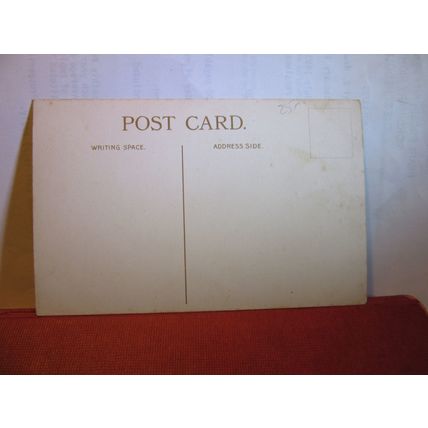 POST CARD.
WRITING SPACE.
ADDRESS SIDE.